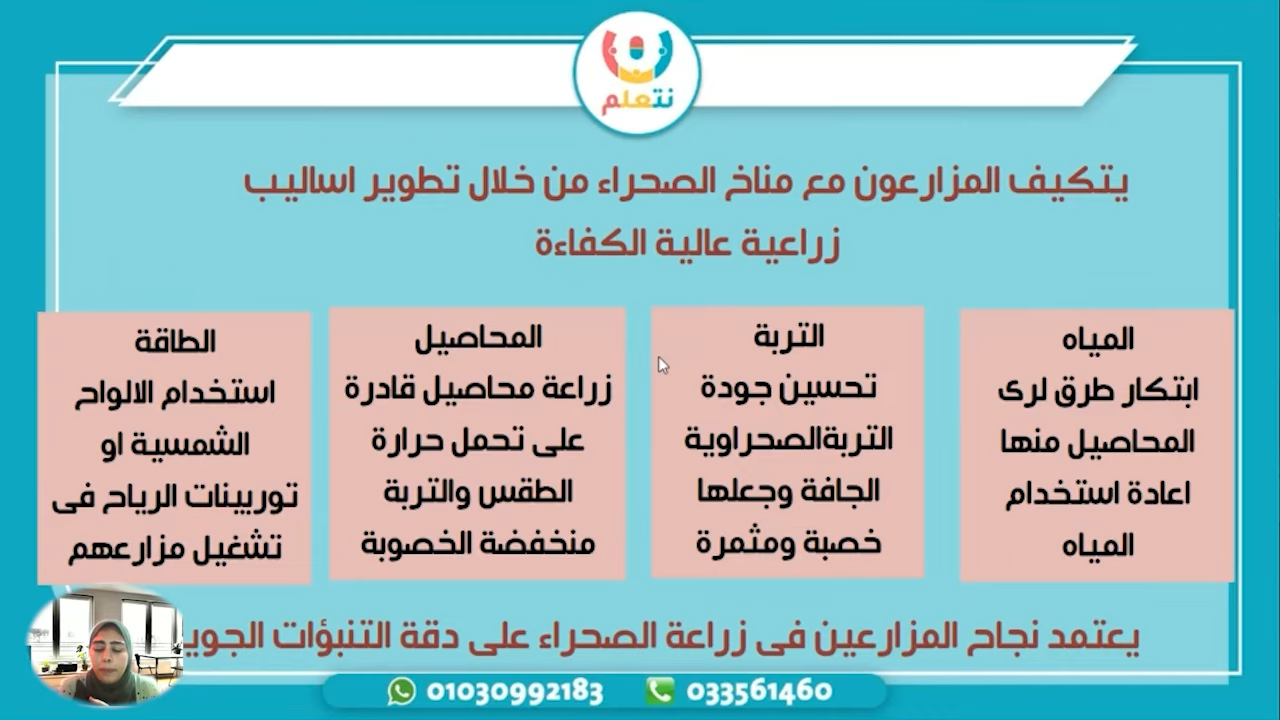 نتعلم
يتكيف المزارعون مع مناخ الصحراء من خلال تطوير اساليب
زراعية عالية الكفاءة
المياه
ابتكار طرق لرى
المحاصيل منها
اعادة استخدام
المياه
التربة
تحسين جودة
التربةالصحراوية
الجافة وجعلها
خصبة ومثمرة
المحاصيل
زراعة محاصيل قادرة
على تحمل حرارة
الطقس والتربة
منخفضة الخصوبة
الطاقة
استخدام الالواح
الشمسية او
توربينات الرياح فى
تشغيل مزارعهم
يعتمد نجاح المزارعين فى زراعة الصحراء على دقة التنبؤات
01030992183 033561460